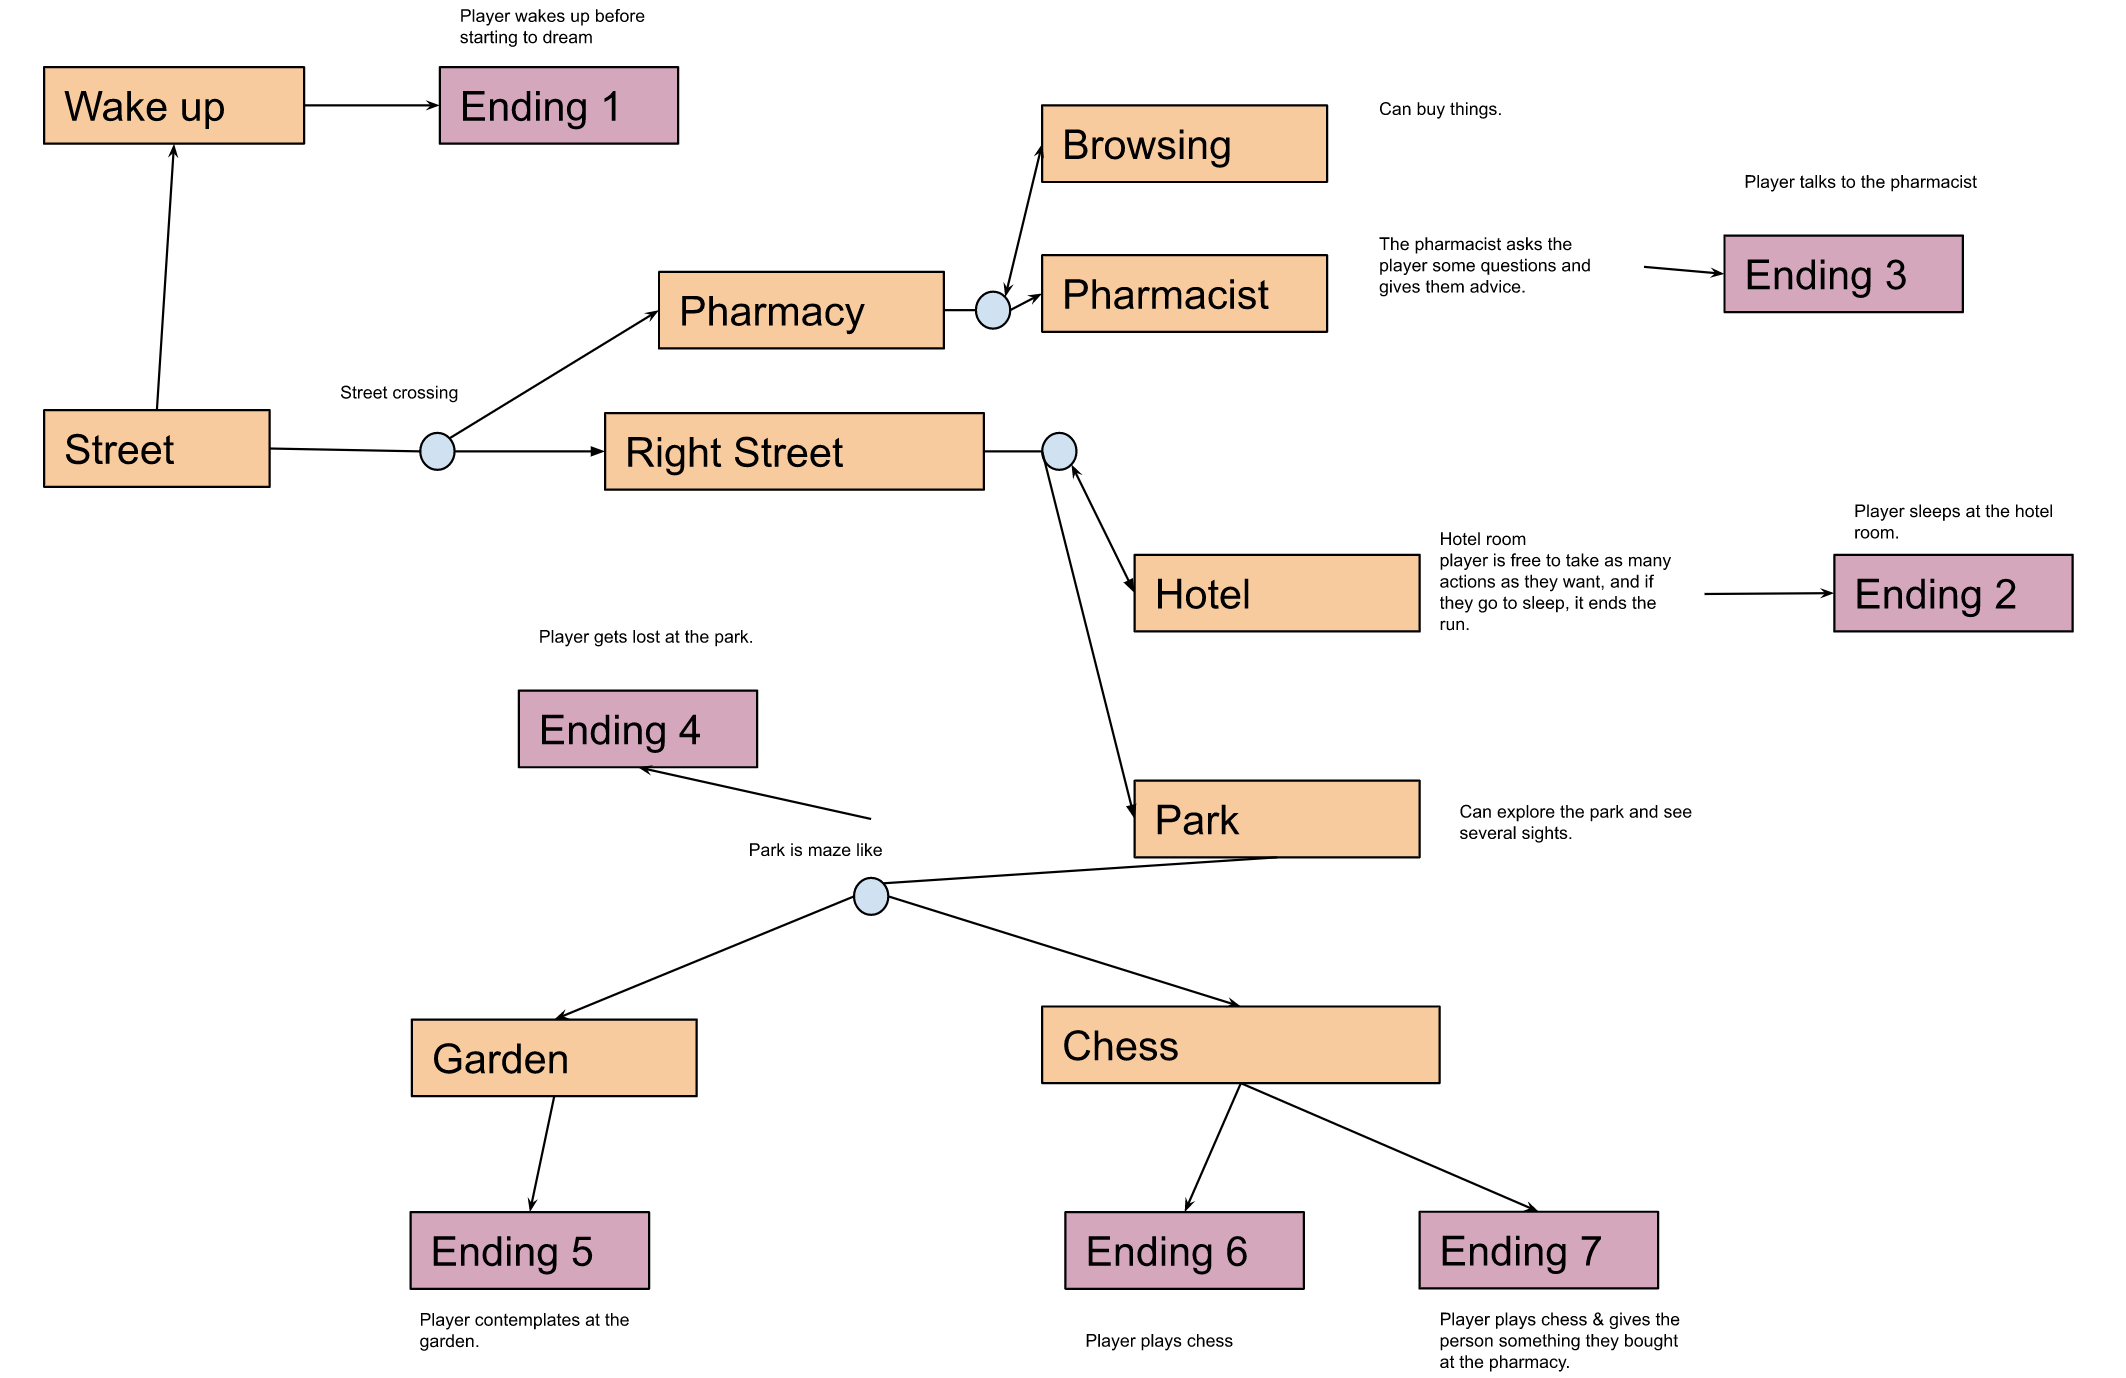 Player wakes up before
starting to dream
Wake up
Ending 1
Browsing
Can buy things.
Player talks to the pharmacist
Pharmacy
Pharmacist
The pharmacist asks the
player some questions and
gives them advice.
Ending 3
Street crossing
Street
Right Street
Hotel
Hotel room
player is free to take as many
actions as they want, and if
they go to sleep, it ends the
run.
Player sleeps at the hotel
room.
Ending 2
Player gets lost at the park.
Ending 4
Park is maze like
Park
Can explore the park and see
several sights.
Garden
Chess
Ending 5
Ending 6
Ending 7
Player contemplates at the
garden.
Player plays chess
Player plays chess & gives the
person something they bought
at the pharmacy.